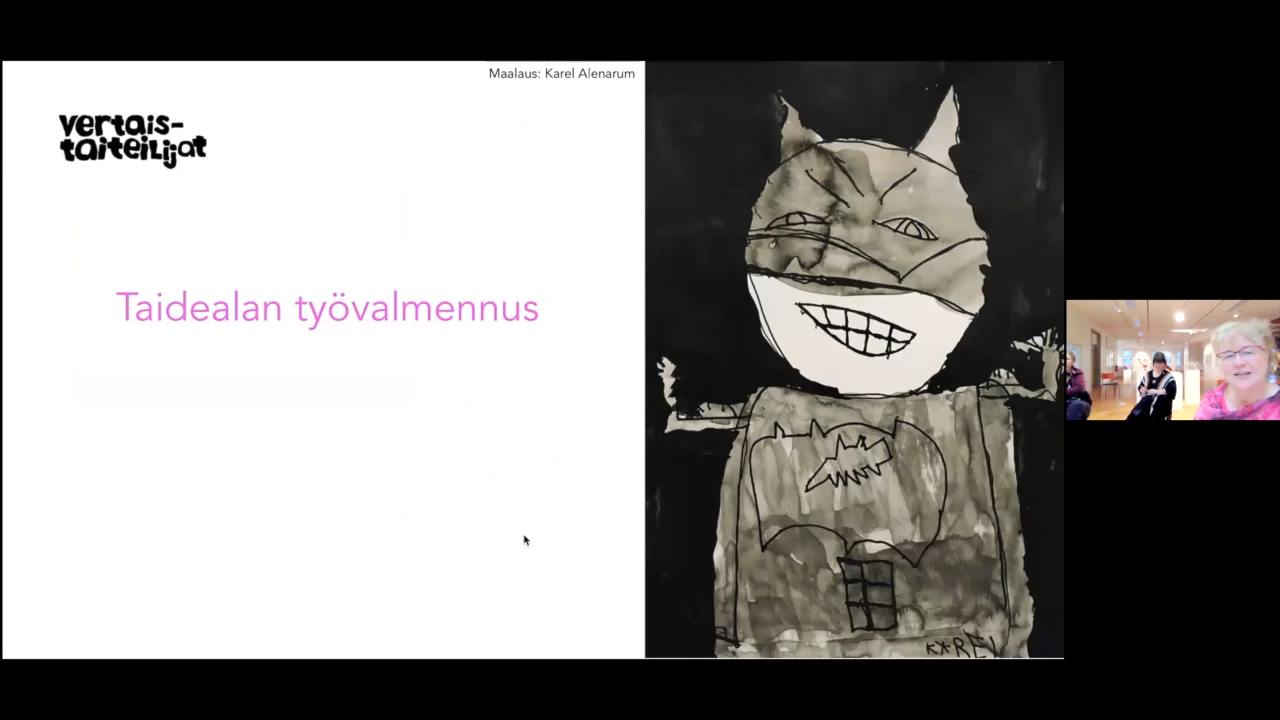 Maalaus: Karel Alenarum
vertais-
taiteilijat
Taidealan työvalmennus
KAREL